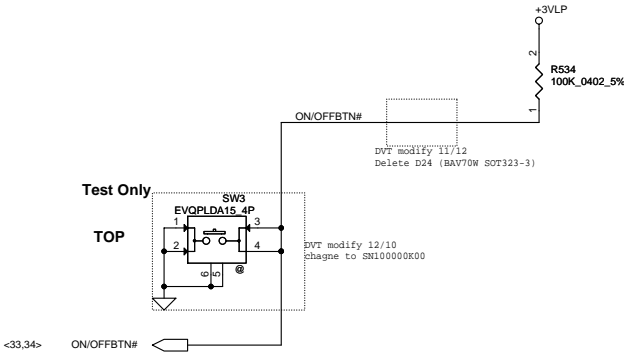 +3VLP
2
R534
100K_0402_5%
1
ON/OFFBTN#
DVT modify 11/12
Delete D24 (BAV70W SOT323-3)
Test Only
SW3
EVQPLDA15_4P
TOP
1
3
2
4
DVT modify 12/10
chagne to SN100000K00
6
5
@
<33,34>
ON/OFFBTN#